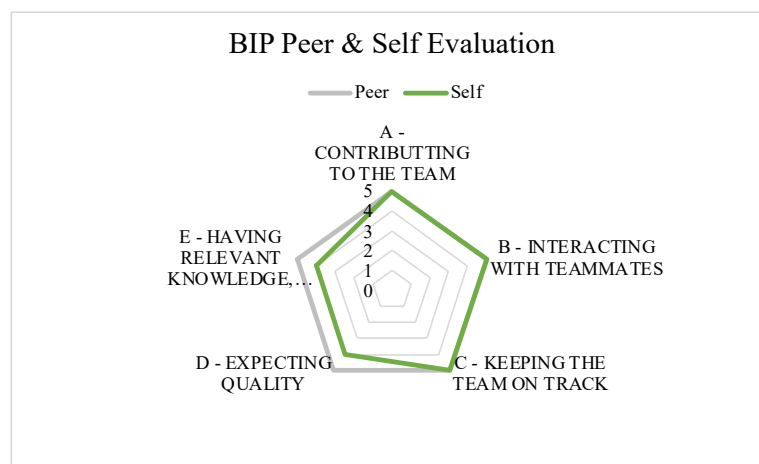 BIP Peer & Self Evaluation
Peer
Self
A -
CONTRIBUTTING
TO THE TEAM
5
4
3
2
1
0
B - INTERACTING
WITH TEAMMATES
C - KEEPING THE
TEAM ON TRACK
D - EXPECTING
QUALITY
E - HAVING
RELEVANT
KNOWLEDGE,…